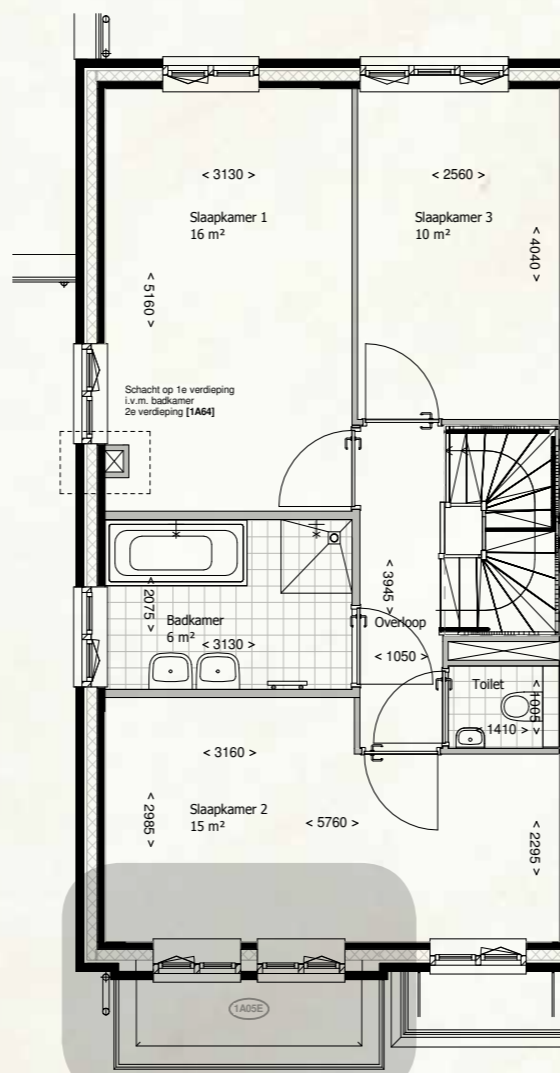 < 3130 >
< 2560 >
Slaapkamer 1
16 m²
Slaapkamer 3
10 m²
< 4040 >
< 5160 >
Schacht op 1e verdieping
i.v.m. badkamer
2e verdieping [1A64]
< 3945 >
< 2075 >
Badkamer
6 m²
< 3130 >
Overloop
< 1050 >
Toilet
< 1005 >
< 1410 >
< 3160 >
Slaapkamer 2
15 m²
< 2985 >
< 5760 >
< 2295 >
1A05E